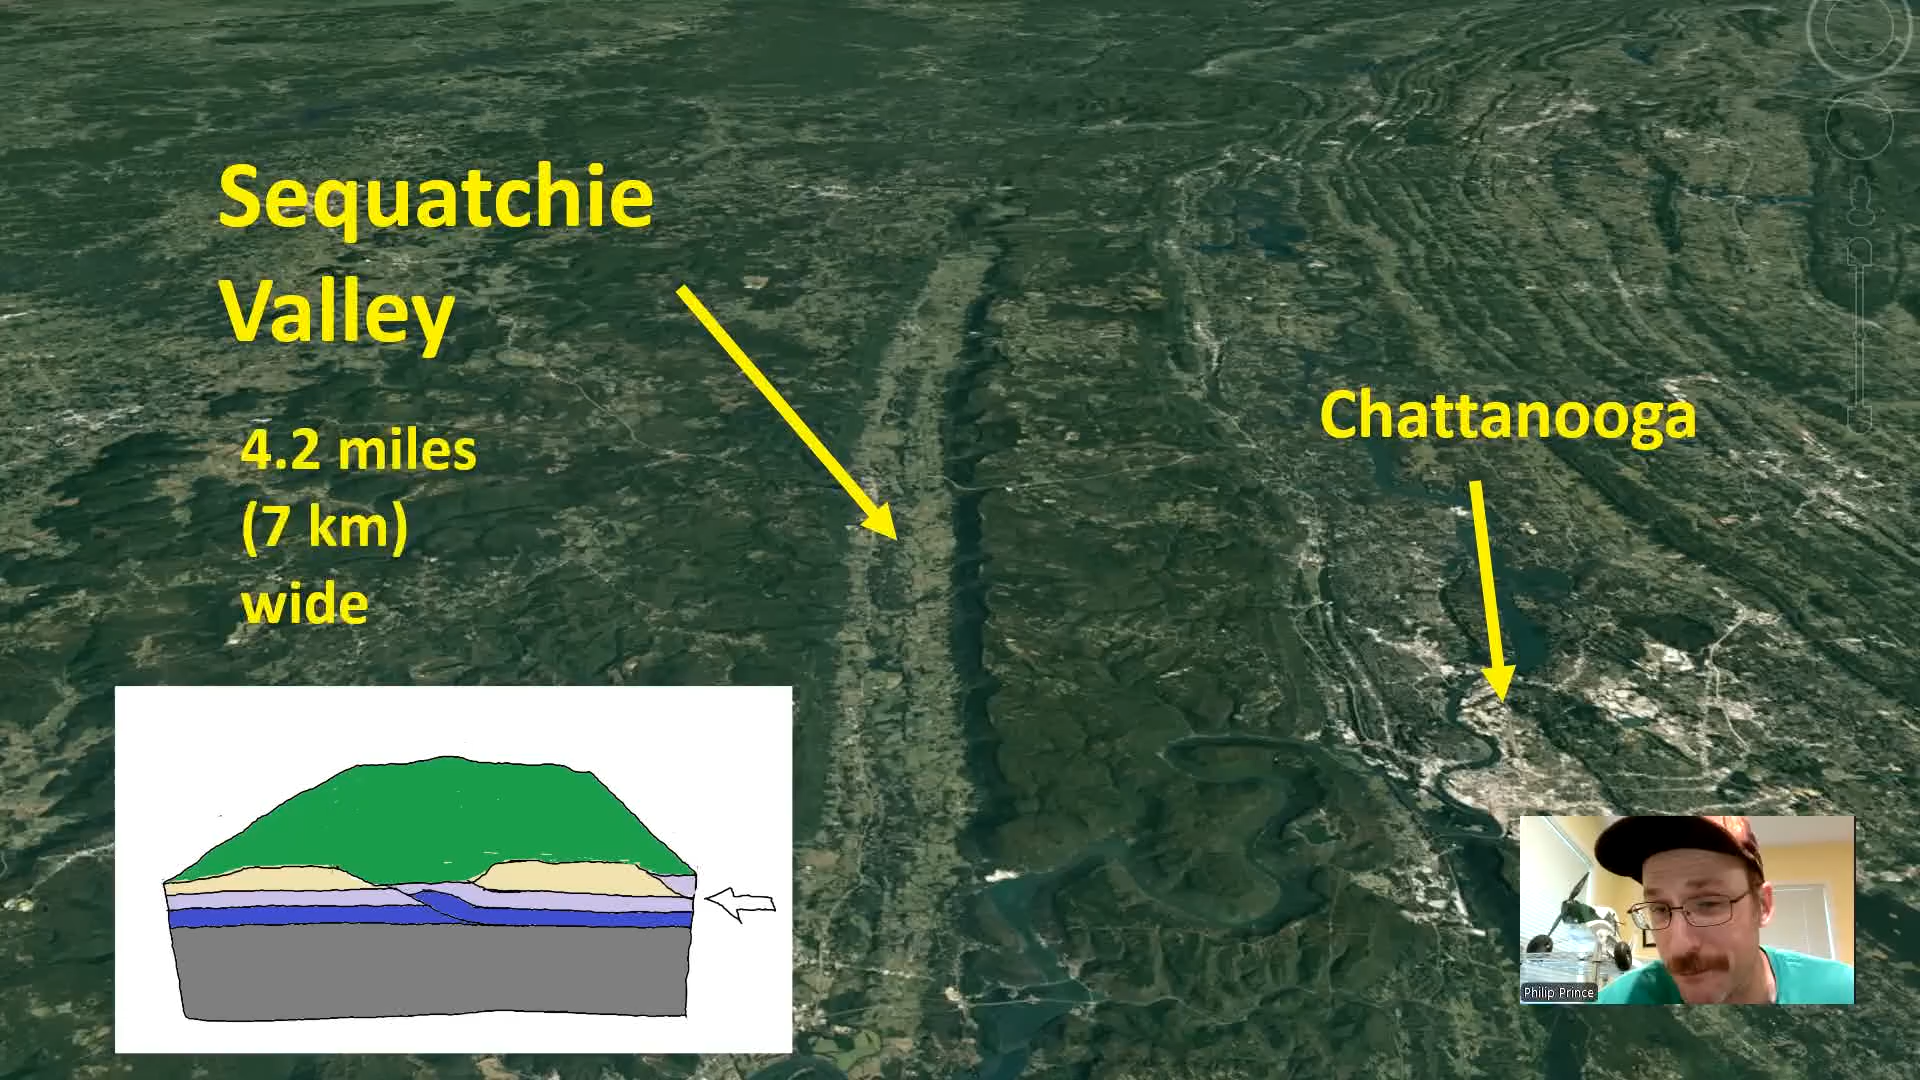 Sequatchie
Valley
4.2 miles
(7 km)
wide
Chattanooga
Philip Prince